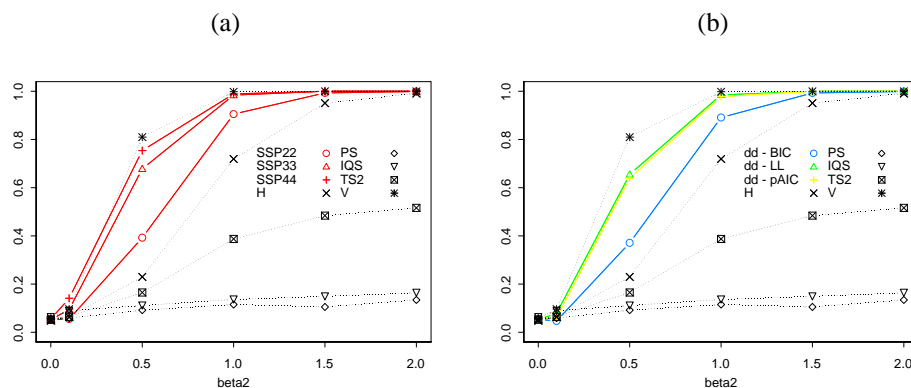 (a)
(b)
0.0 0.2 0.4 0.6 0.8 1.0
SSP22 PS
SSP33 IQS
SSP44 TS2
H V
0.0 0.5 1.0 1.5 2.0
beta2
0.0 0.2 0.4 0.6 0.8 1.0
dd - BIC PS
dd - LL IQS
dd - pAIC TS2
H V
0.0 0.5 1.0 1.5 2.0
beta2